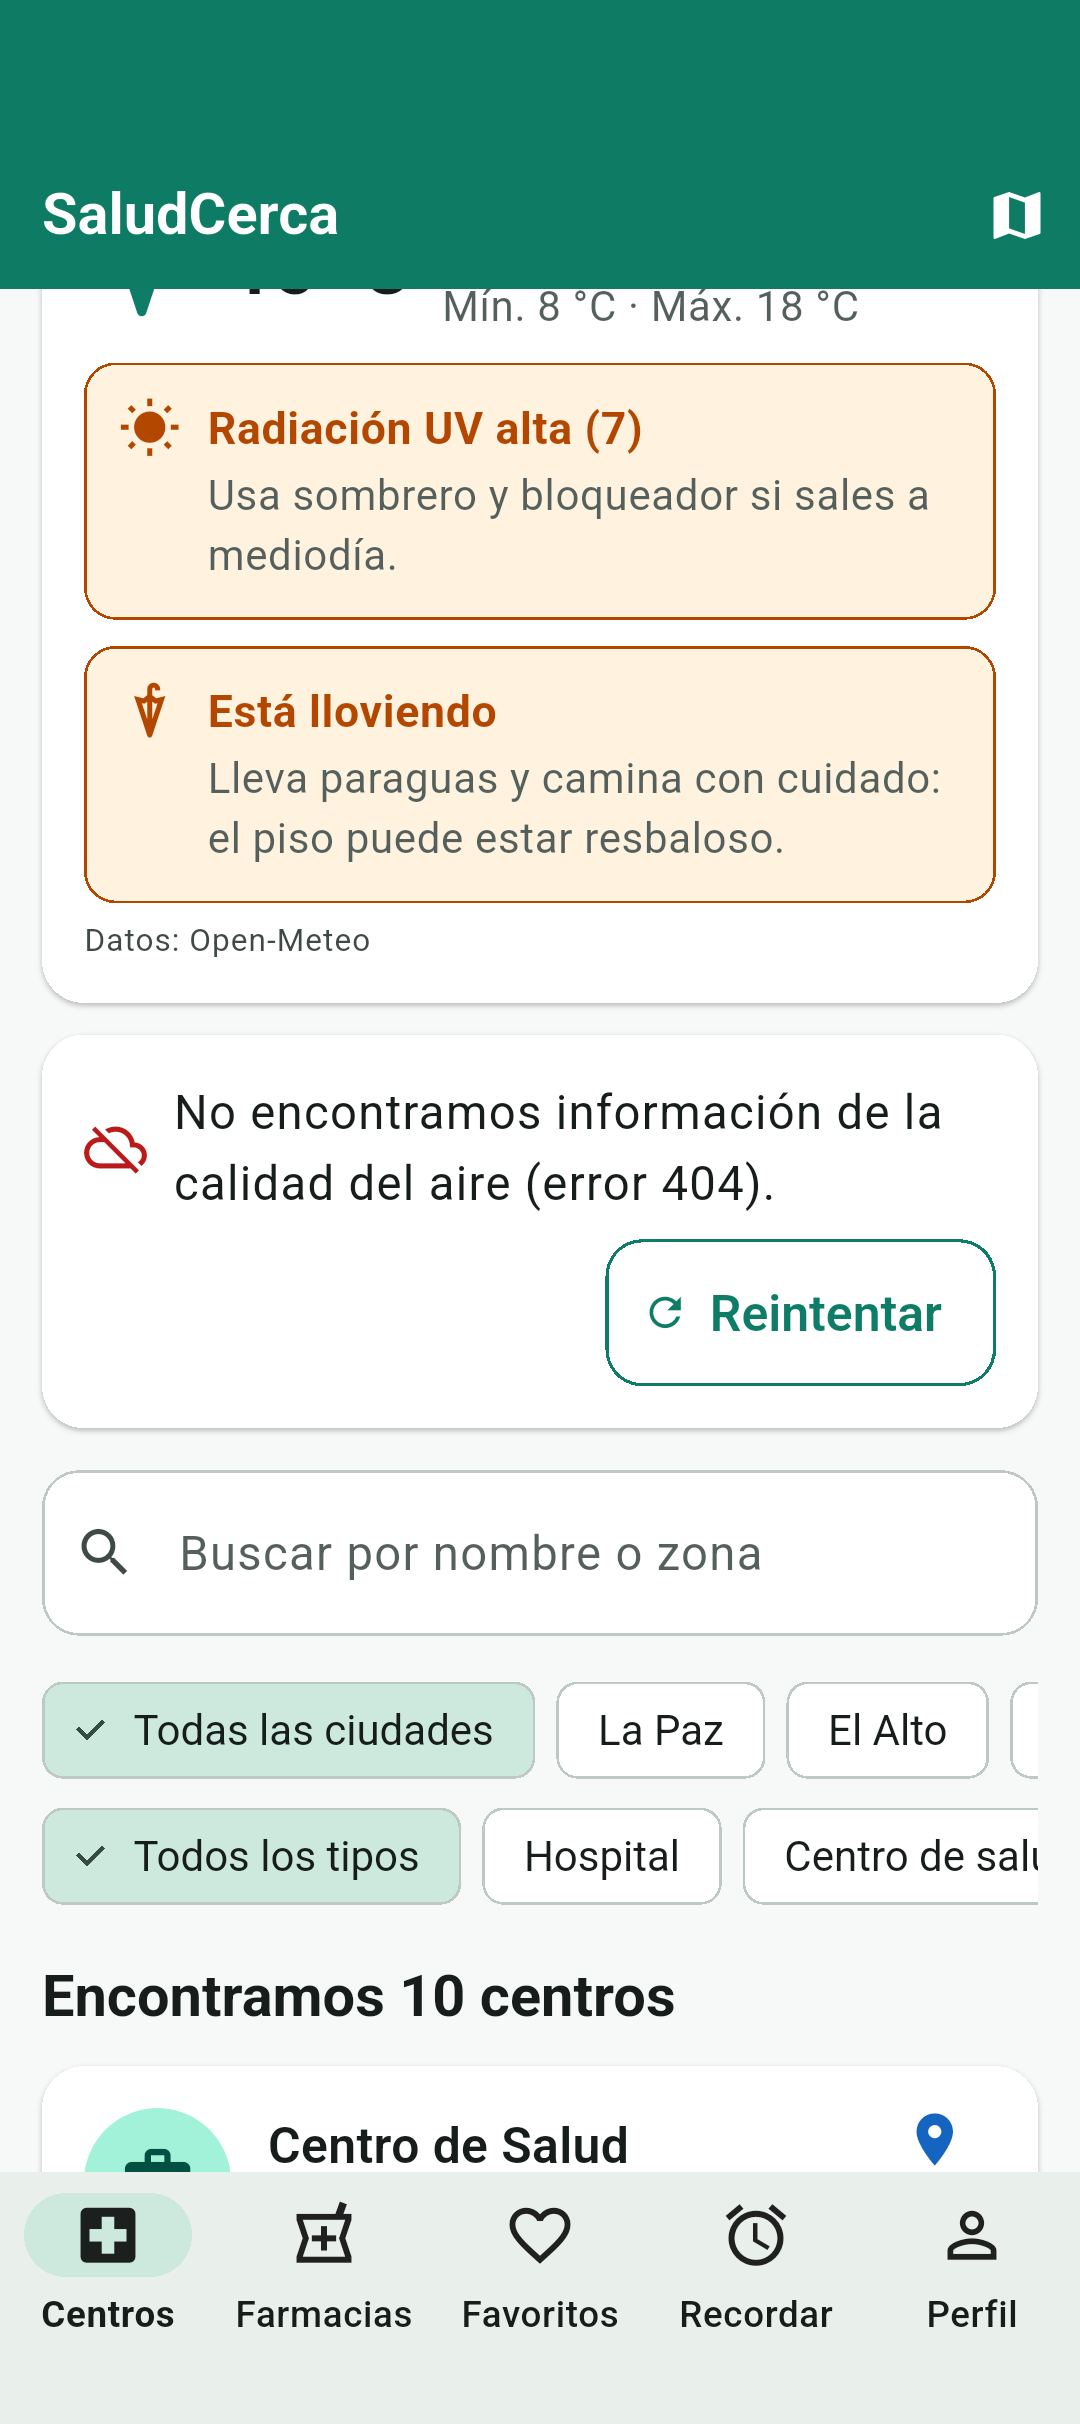 SaludCerca
Mín. 8 °C · Máx. 18 °C
Radiación UV alta (7)
Usa sombrero y bloqueador si sales a
mediodía.
Está lloviendo
Lleva paraguas y camina con cuidado:
el piso puede estar resbaloso.
Datos: Open-Meteo
No encontramos información de la
calidad del aire (error 404).
Reintentar
Buscar por nombre o zona
Todas las ciudades La Paz El Alto
Todos los tipos Hospital Centro de salu
Encontramos 10 centros
Centro de Salud
Centros Farmacias Favoritos Recordar Perfil